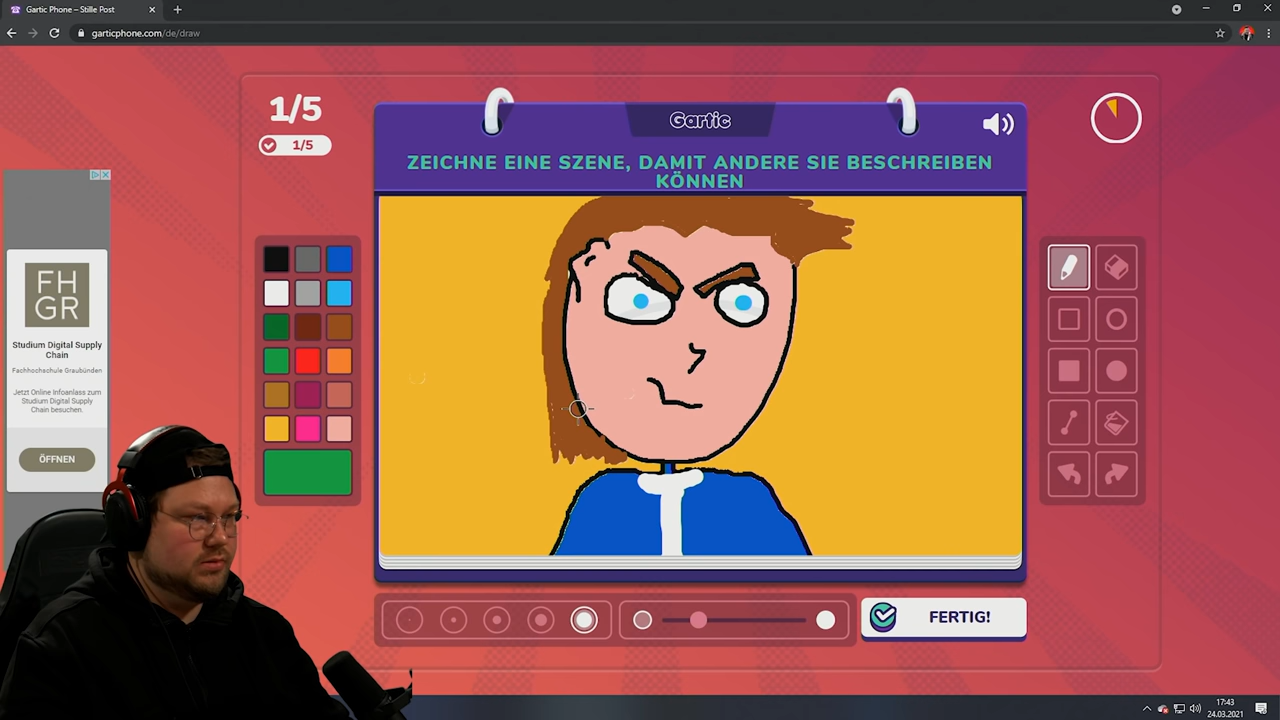 Gartic Phone – Stille Post
garticphone.com/de/draw
1/5
1/5
Gartic
ZEICHNE EINE SZENE, DAMIT ANDERE SIE BESCHREIBEN
KÖNNEN
FH
GR
Studium Digital Supply
Chain
Fachhochschule Graubünden
Jetzt Online Infoanlass zum
Studium Digital Supply
Chain besuchen.
ÖFFNEN
FERTIG!
17:43
24.03.2021